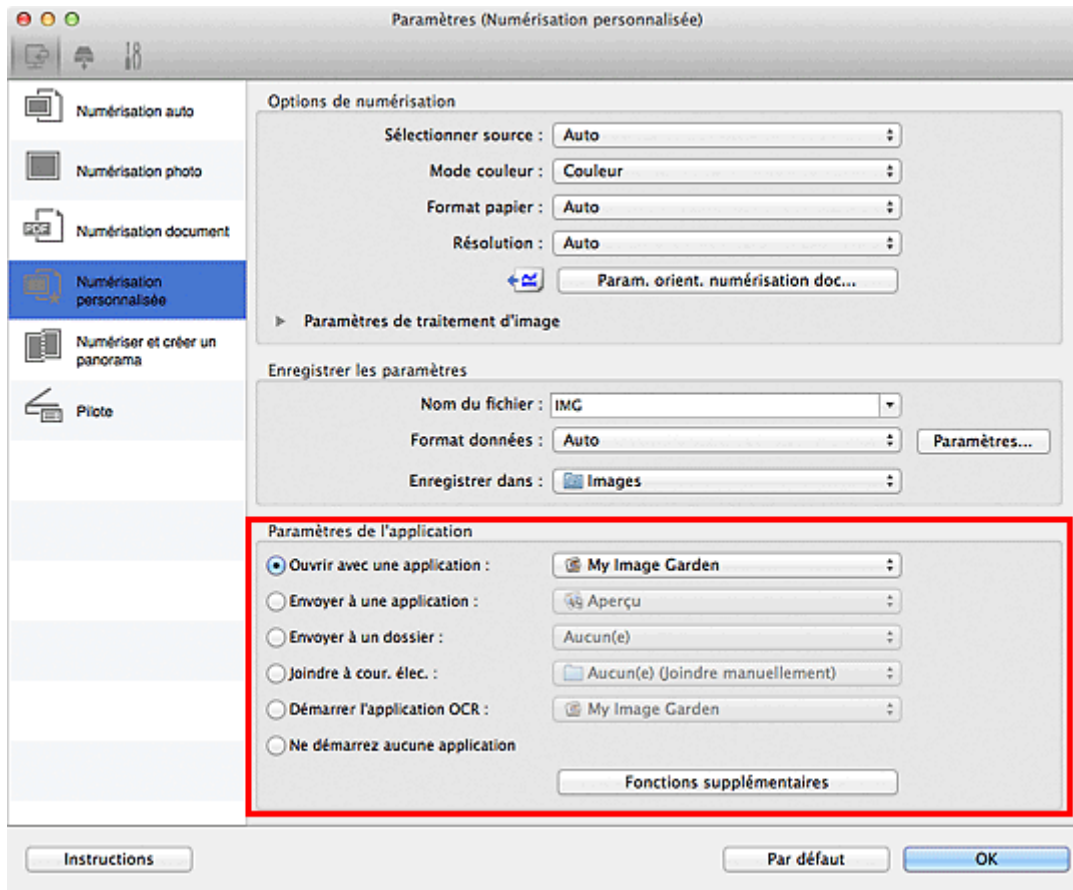 Paramètres (Numérisation personnalisée)
Numérisation auto
Numérisation photo
PDF
Numérisation document
Numérisation
personnalisée
Numériser et créer un
panorama
Pilote
Options de numérisation
Sélectionner source : Auto
Mode couleur : Couleur
Format papier : Auto
Résolution : Auto
Param. orient. numérisation doc...
Paramètres de traitement d'image
Enregistrer les paramètres
Nom du fichier : IMG
Format données : Auto Paramètres...
Enregistrer dans : Images
Paramètres de l'application
Ouvrir avec une application : My Image Garden
Envoyer à une application : Aperçu
Envoyer à un dossier : Aucun(e)
Joindre à cour. élec. : Aucun(e) (Joindre manuellement)
Démarrer l'application OCR : My Image Garden
Ne démarrez aucune application
Fonctions supplémentaires
Instructions Par défaut OK